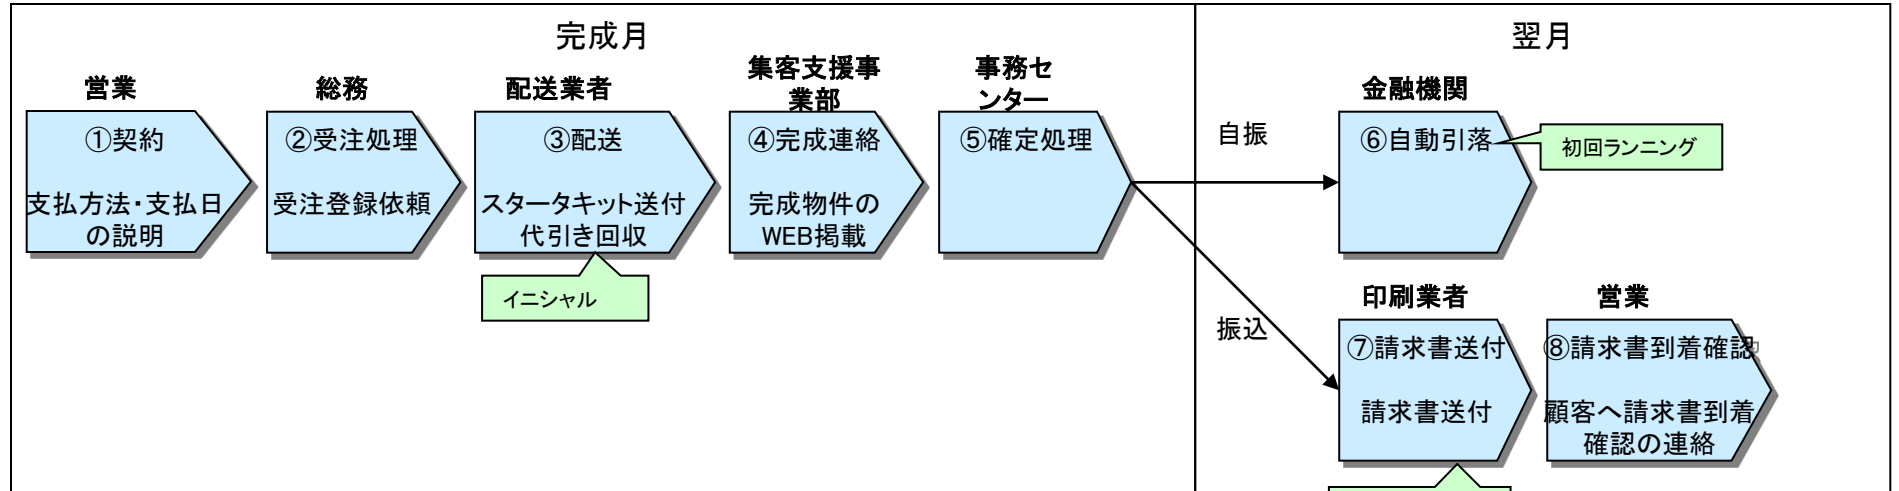 完成月
翌月
営業
①契約
支払方法・支払日
の説明
総務
②受注処理
受注登録依頼
配送業者
③配送
スタータキット送付
代引き回収
イニシャル
集客支援事
業部
④完成連絡
完成物件の
WEB掲載
事務セ
ンター
⑤確定処理
自振
金融機関
⑥自動引落
初回ランニング
振込
印刷業者
⑦請求書送付
請求書送付
営業
⑧請求書到着確認
顧客へ請求書到着
確認の連絡